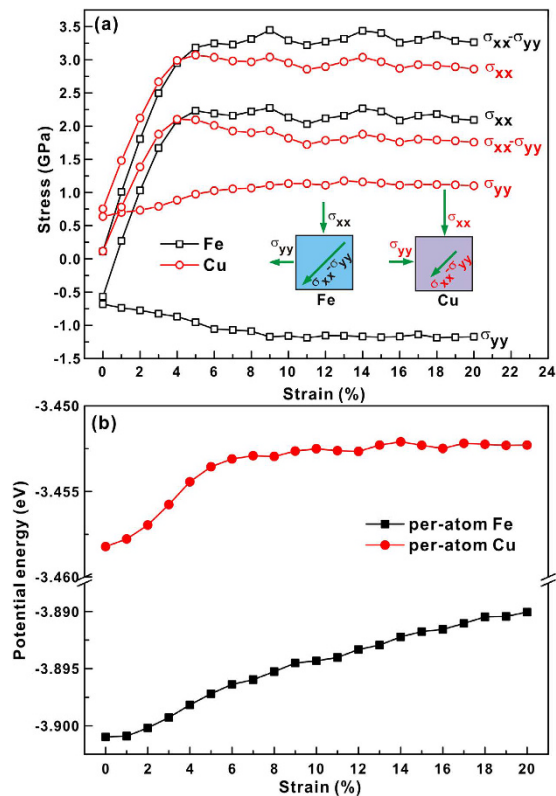 (a)
3.5
3.0
2.5
2.0
1.5
1.0
0.5
0.0
-0.5
-1.0
-1.5
Stress (GPa)
σxx-σyy
σxx
σxx
σxx-σyy
σyy
σyy
Fe
Cu
σxx
σyy
σxx-σyy
Fe
σxx
σyy
σxx-σyy
Cu
0 2 4 6 8 10 12 14 16 18 20 22 24
Strain (%)
(b)
-3.450
-3.455
-3.460
-3.890
-3.895
-3.900
Potential energy (eV)
per-atom Fe
per-atom Cu
0 2 4 6 8 10 12 14 16 18 20
Strain (%)